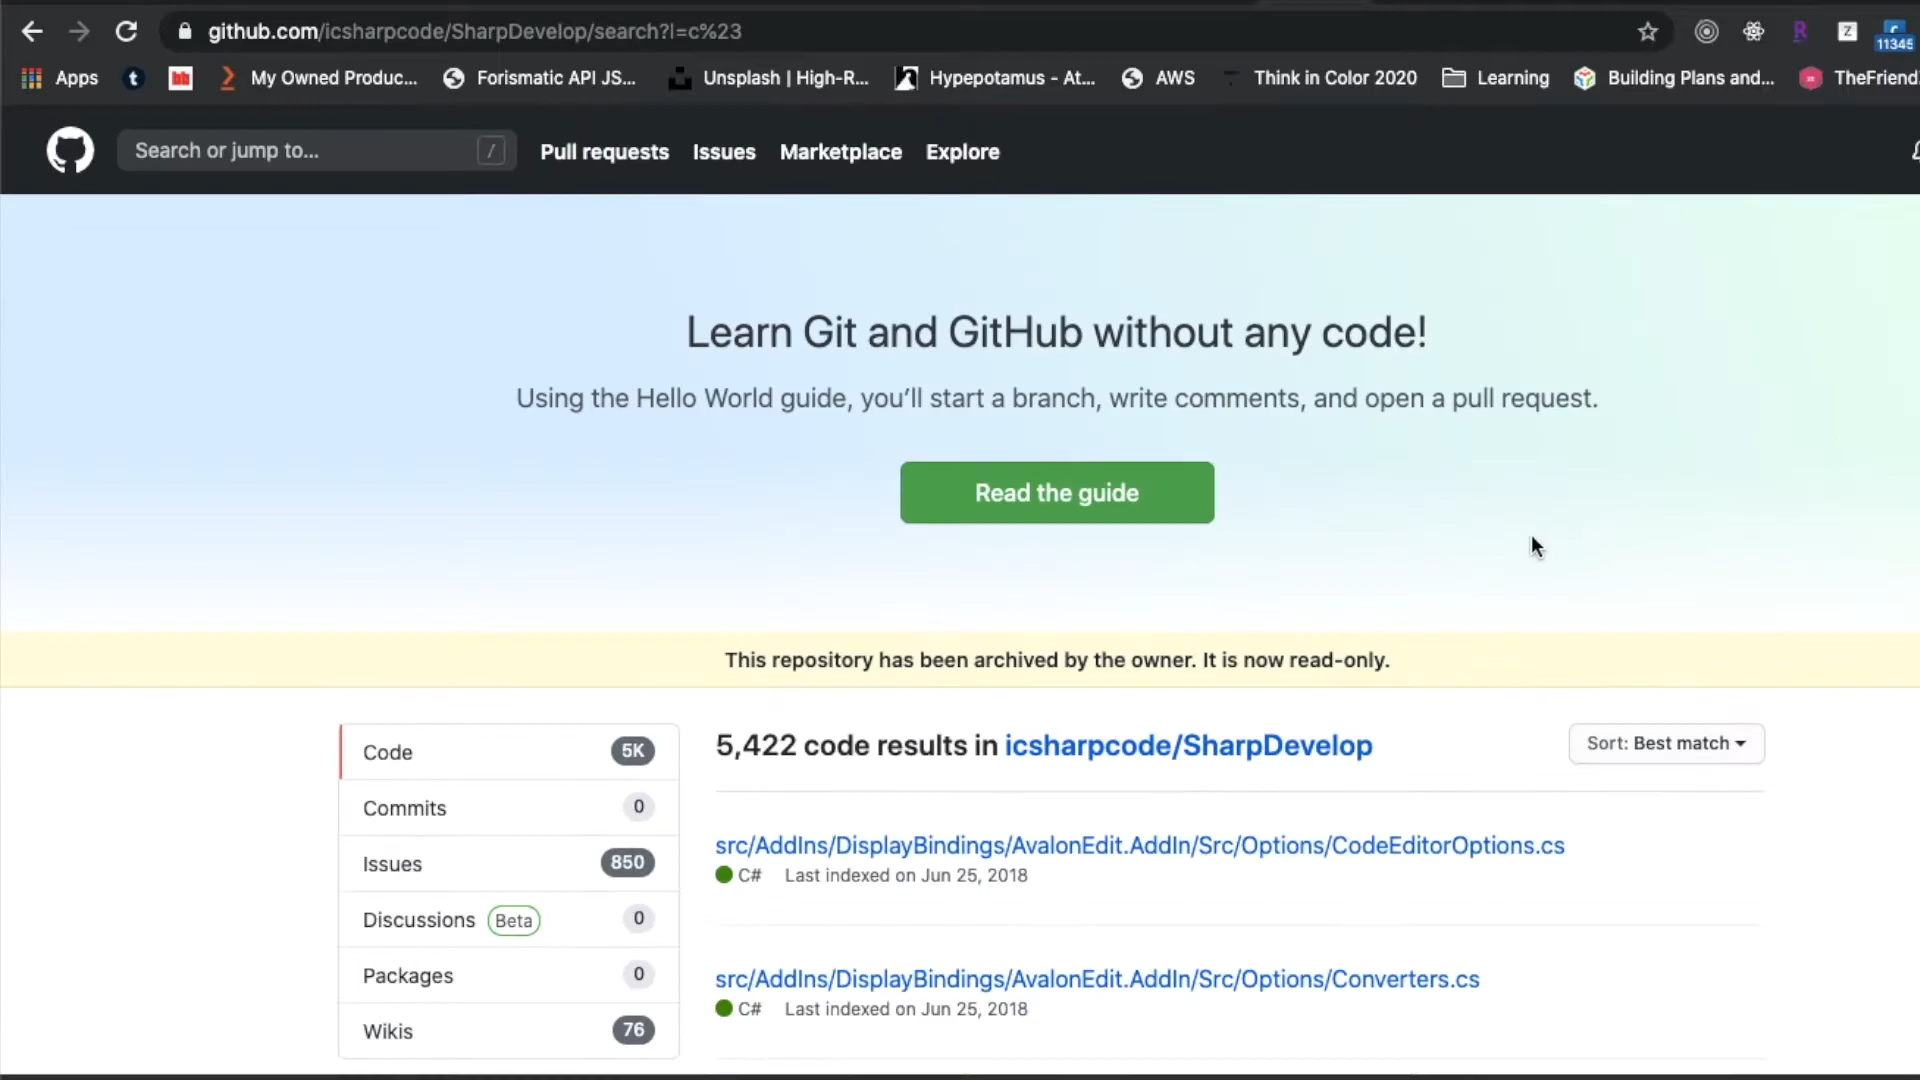 github.com/icsharpcode/SharpDevelop/search?l=c%23
11345
Apps
t
My Owned Produc...
Forismatic API JS...
Unsplash | High-R...
Hypepotamus - At...
AWS
Think in Color 2020
Learning
Building Plans and...
TheFriend
Search or jump to...
/
Pull requests
Issues
Marketplace
Explore
Learn Git and GitHub without any code!
Using the Hello World guide, you’ll start a branch, write comments, and open a pull request.
Read the guide
This repository has been archived by the owner. It is now read-only.
Code 5K
Commits 0
Issues 850
Discussions Beta 0
Packages 0
Wikis 76
5,422 code results in icsharpcode/SharpDevelop
Sort: Best match
src/AddIns/DisplayBindings/AvalonEdit.AddIn/Src/Options/CodeEditorOptions.cs
C# Last indexed on Jun 25, 2018
src/AddIns/DisplayBindings/AvalonEdit.AddIn/Src/Options/Converters.cs
C# Last indexed on Jun 25, 2018